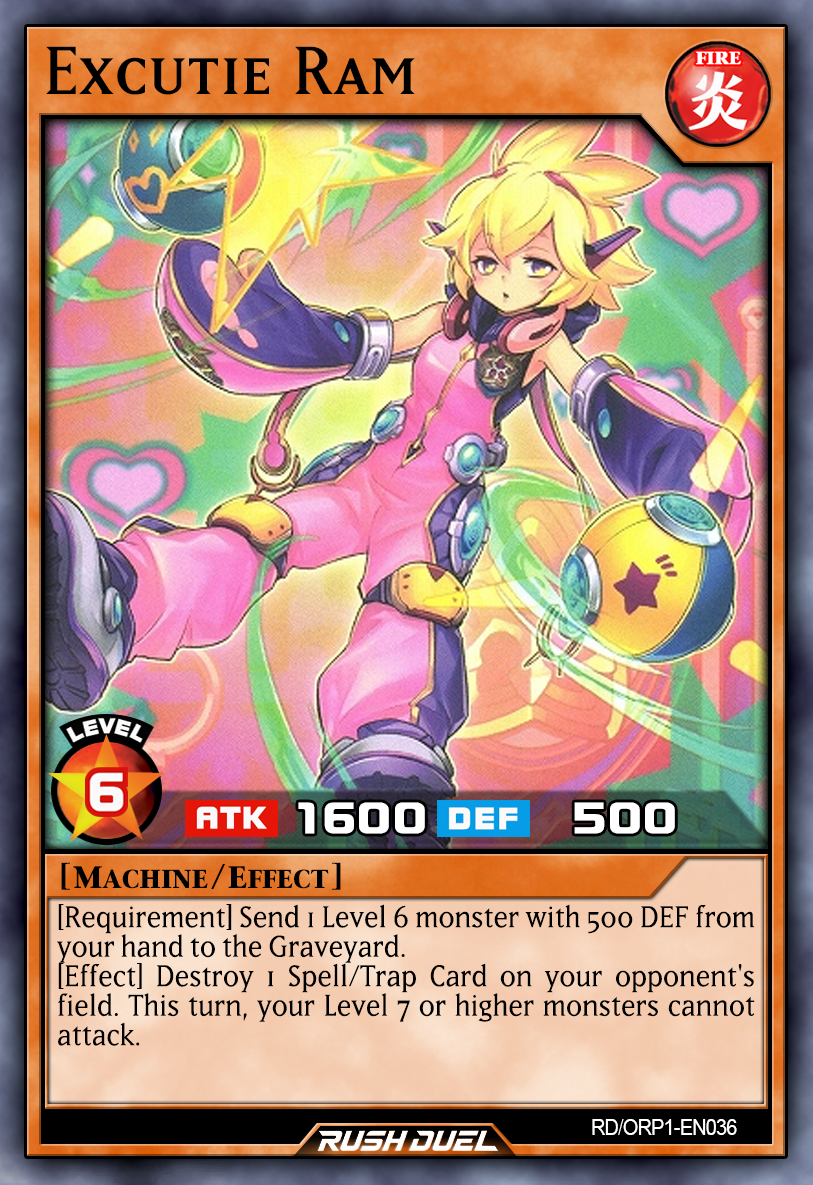 Excutie Ram
FIRE
炎
LEVEL
6
ATK 1600 DEF 500
[Machine/Effect]
[Requirement] Send 1 Level 6 monster with 500 DEF from
your hand to the Graveyard.
[Effect] Destroy 1 Spell/Trap Card on your opponent's
field. This turn, your Level 7 or higher monsters cannot
attack.
RUSH DUEL
RD/ORP1-EN036